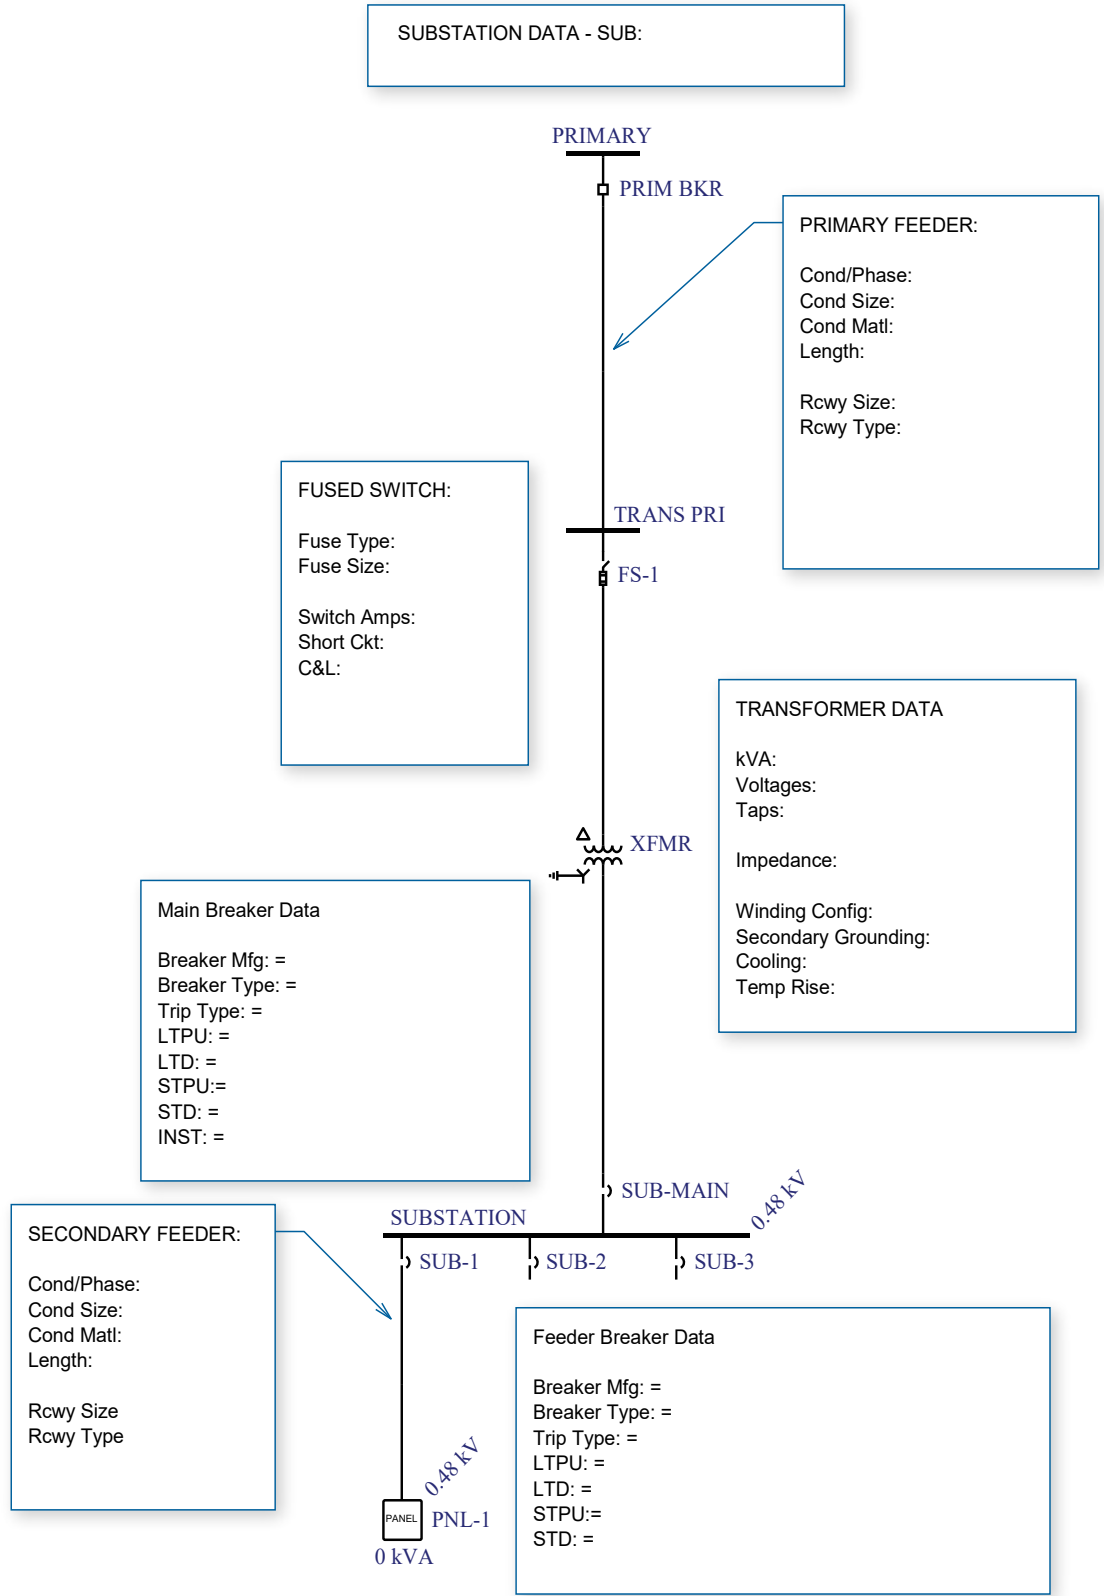 SUBSTATION DATA - SUB:
PRIMARY
PRIM BKR
PRIMARY FEEDER:
Cond/Phase:
Cond Size:
Cond Matl:
Length:
Rcwy Size:
Rcwy Type:
FUSED SWITCH:
Fuse Type:
Fuse Size:
Switch Amps:
Short Ckt:
C&L:
TRANS PRI
FS-1
TRANSFORMER DATA
kVA:
Voltages:
Taps:
Impedance:
Winding Config:
Secondary Grounding:
Cooling:
Temp Rise:
XFMR
Main Breaker Data
Breaker Mfg: =
Breaker Type: =
Trip Type: =
LTPU: =
LTD: =
STPU:=
STD: =
INST: =
SUB-MAIN
0.48 kV
SUBSTATION
SUB-1
SUB-2
SUB-3
SECONDARY FEEDER:
Cond/Phase:
Cond Size:
Cond Matl:
Length:
Rcwy Size
Rcwy Type
Feeder Breaker Data
Breaker Mfg: =
Breaker Type: =
Trip Type: =
LTPU: =
LTD: =
STPU:=
STD: =
0.48 kV
PANEL
PNL-1
0 kVA